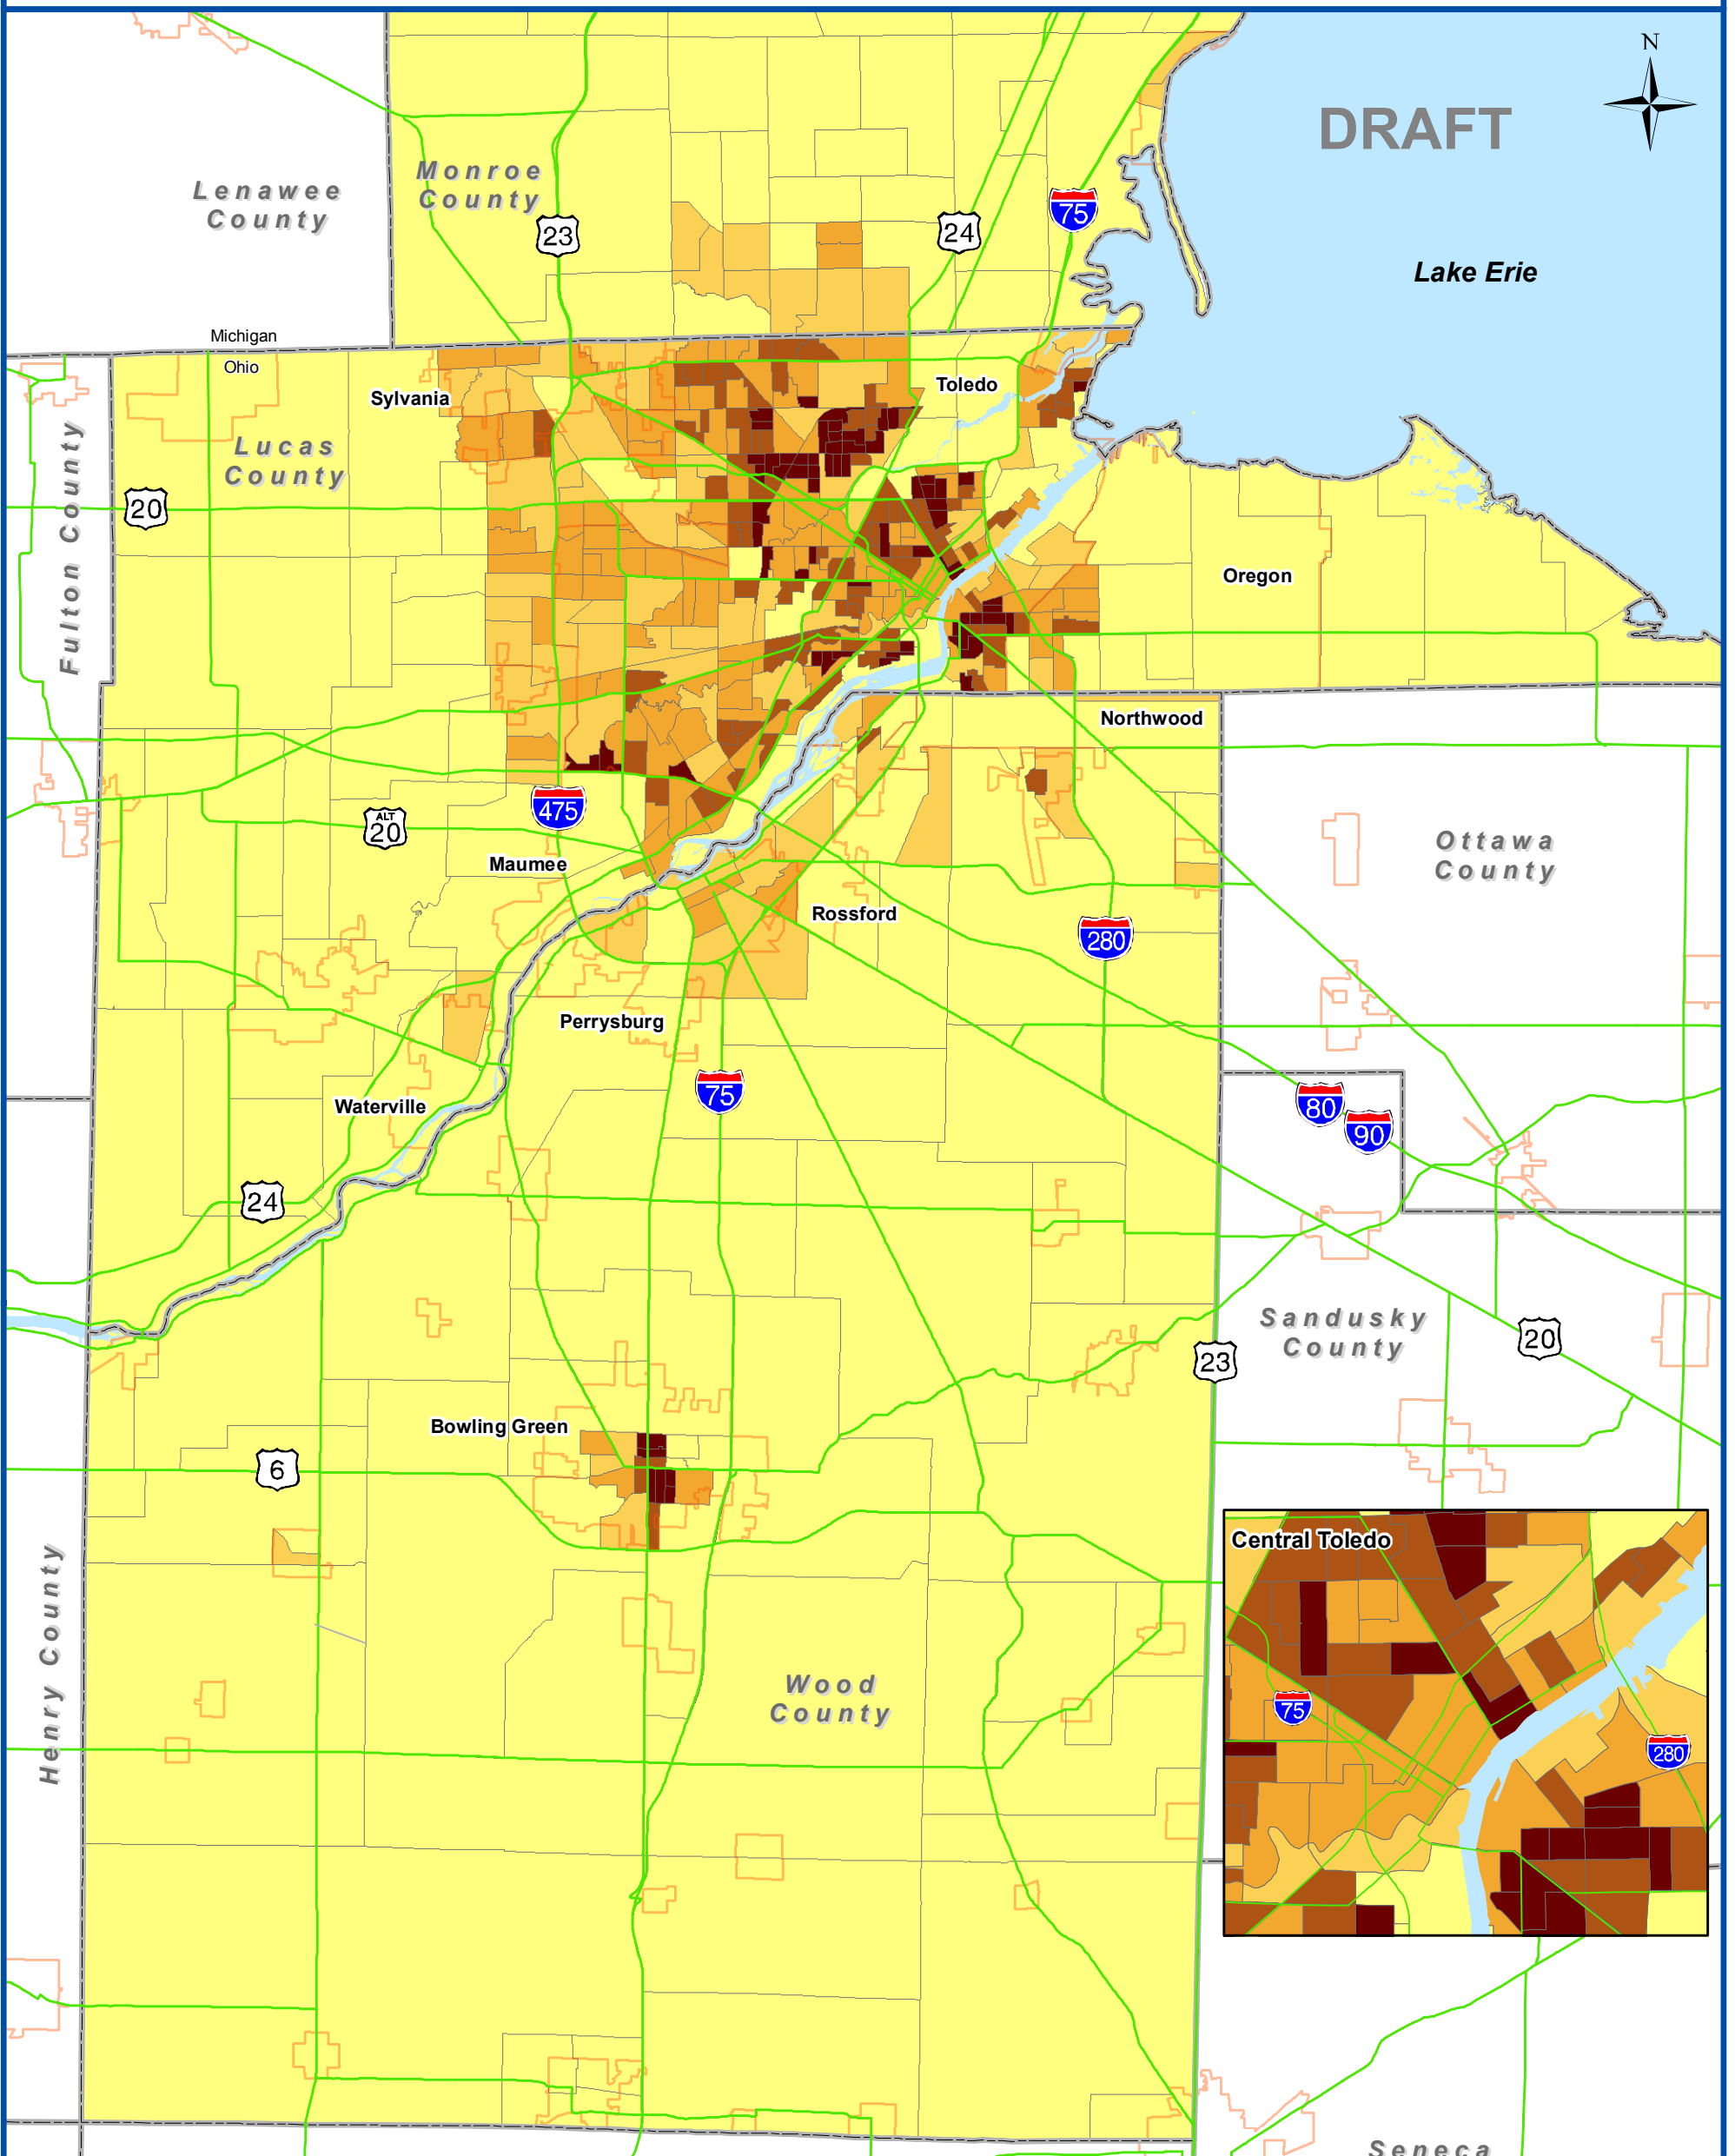 N
DRAFT
Lenawee
County
Monroe
County
23
24
75
Lake Erie
Michigan
Ohio
Sylvania
Toledo
Lucas
County
Fulton County
20
Oregon
Northwood
475
ALT
20
Maumee
Ottawa
County
Rossford
280
Perrysburg
75
80
90
Waterville
24
Sandusky
County
20
23
Bowling Green
6
Central Toledo
75
280
Henry County
Wood
County
Seneca